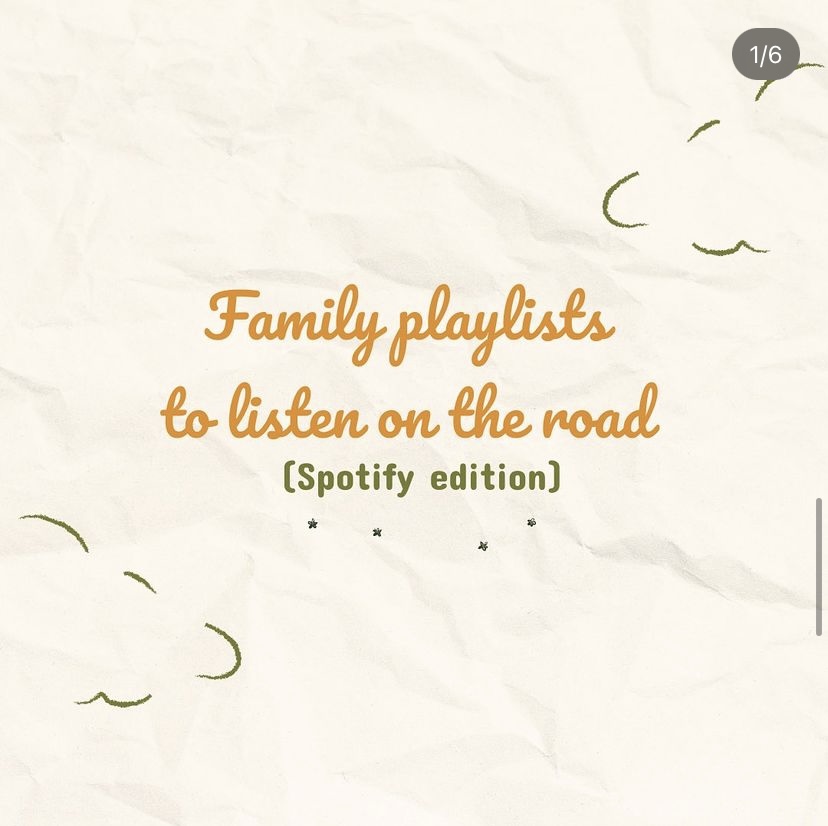 1/6
Family playlists
to listen on the road
(Spotify edition)